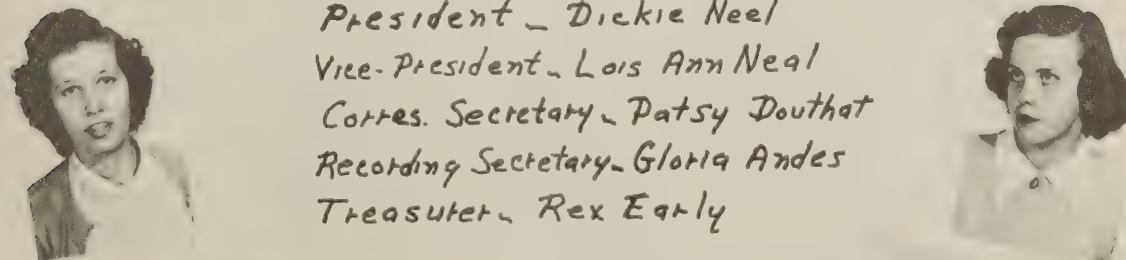 President - Dickie Neel
Vice-President - Lois Ann Neal
Corres. Secretary - Patsy Douthat
Recording Secretary - Gloria Andes
Treasurer - Rex Early